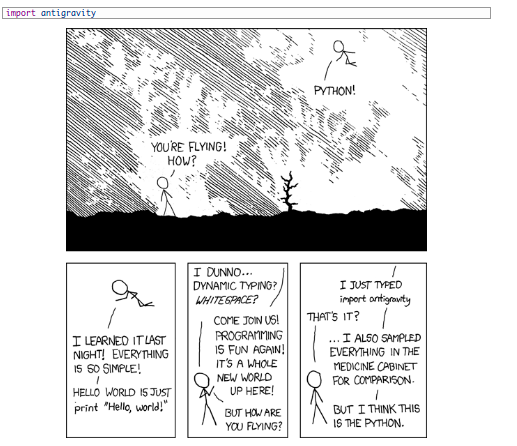 import antigravity
PYTHON!
YOU'RE FLYING!
HOW?
I LEARNED IT LAST
NIGHT! EVERYTHING
IS SO SIMPLE!
HELLO WORLD IS JUST
print "Hello, world!"
I DUNNO...
DYNAMIC TYPING?
WHITESPACE?
COME JOIN US!
PROGRAMMING
IS FUN AGAIN!
IT'S A WHOLE
NEW WORLD
UP HERE!
BUT HOW ARE
YOU FLYING?
I JUST TYPED
import antigravity
THAT'S IT?
... I ALSO SAMPLED
EVERYTHING IN THE
MEDICINE CABINET
FOR COMPARISON.
BUT I THINK THIS
IS THE PYTHON.